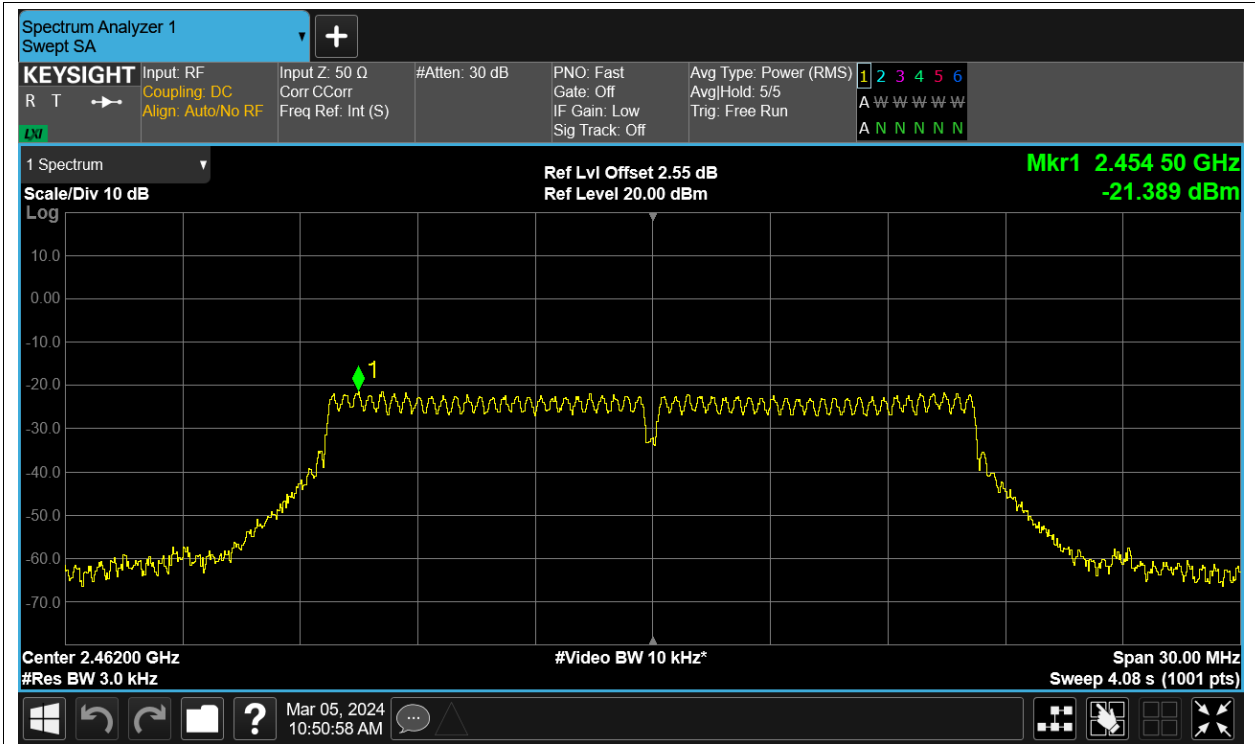 Spectrum Analyzer 1
Swept SA
+
KEYSIGHT
R T
LXI
Input: RF
Coupling: DC
Align: Auto/No RF
Input Z: 50 Ω
Corr CCorr
Freq Ref: Int (S)
#Atten: 30 dB
PNO: Fast
Gate: Off
IF Gain: Low
Sig Track: Off
Avg Type: Power (RMS)
Avg|Hold: 5/5
Trig: Free Run
1 2 3 4 5 6
A W W W W W
A N N N N N
1 Spectrum
Scale/Div 10 dB
Log
Ref Lvl Offset 2.55 dB
Ref Level 20.00 dBm
Mkr1 2.454 50 GHz
-21.389 dBm
10.0
0.00
-10.0
1
-20.0
-30.0
-40.0
-50.0
-60.0
-70.0
Center 2.46200 GHz
#Res BW 3.0 kHz
#Video BW 10 kHz*
Span 30.00 MHz
Sweep 4.08 s (1001 pts)
?
Mar 05, 2024
10:50:58 AM